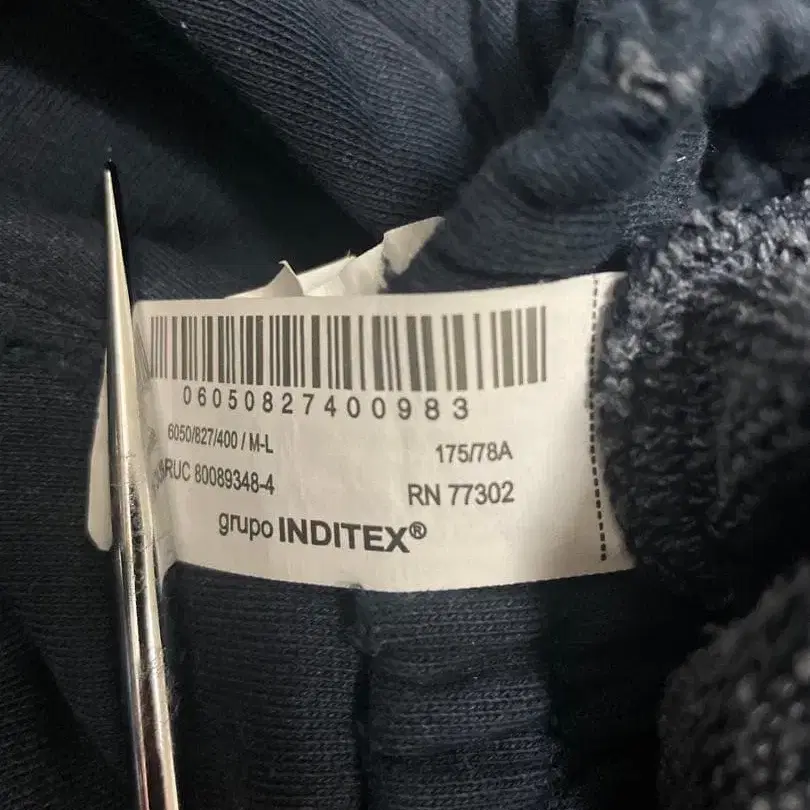 06050827400983
6050/827/400 / M-L
175/78A
RUC 80089348-4
RN 77302
grupo INDITEX®